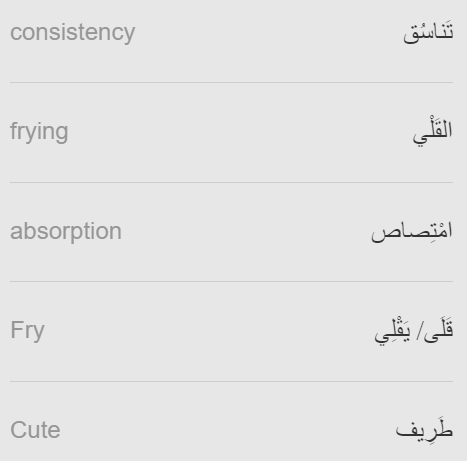 consistency تَناسُق
frying القَلْي
absorption امْتِصاص
Fry قَلَى/ يَقْلِي
Cute طَرِيف